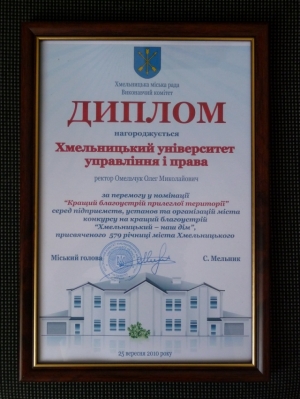 Хмельницька міська рада
Виконавчий комітет
ДИПЛОМ
нагороджується
Хмельницький університет
управління і права
ректор Омельчук Олег Миколайович
за перемогу у номінації
"Кращий благоустрій прилеглої території"
серед підприємств, установ та організацій міста
конкурсу на кращий благоустрій
"Хмельницький – наш дім",
присвяченого 579 річниці міста Хмельницького
Міський голова С. Мельник
25 вересня 2010 року